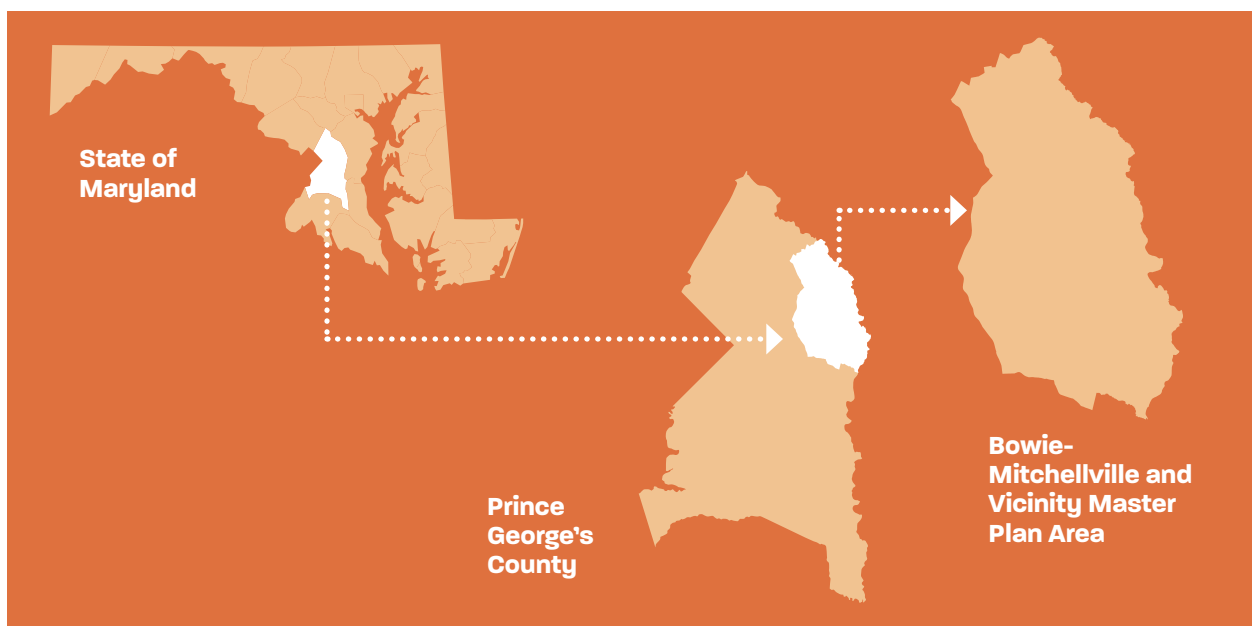 State of
Maryland
Prince
George’s
County
Bowie-
Mitchellville and
Vicinity Master
Plan Area